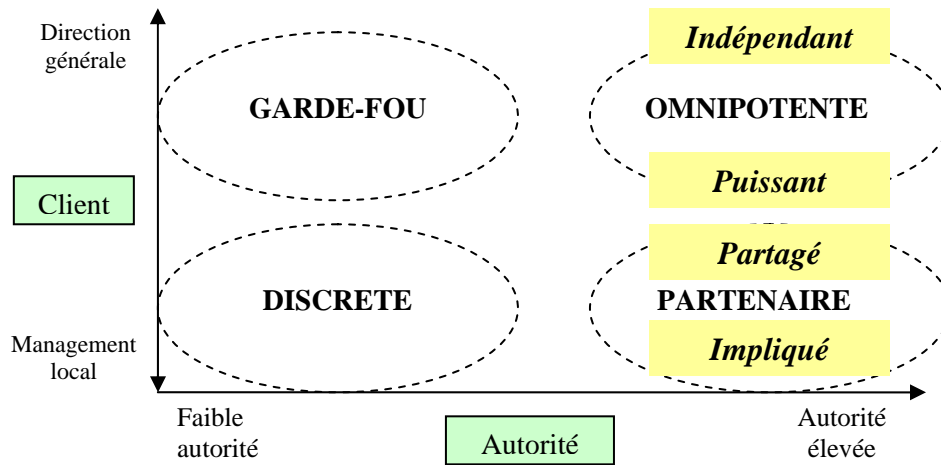 Direction
générale
Indépendant
GARDE-FOU
OMNIPOTENTE
Client
Puissant
Partagé
DISCRETE
PARTENAIRE
Management
local
Impliqué
Faible
autorité
Autorité
Autorité
élevée